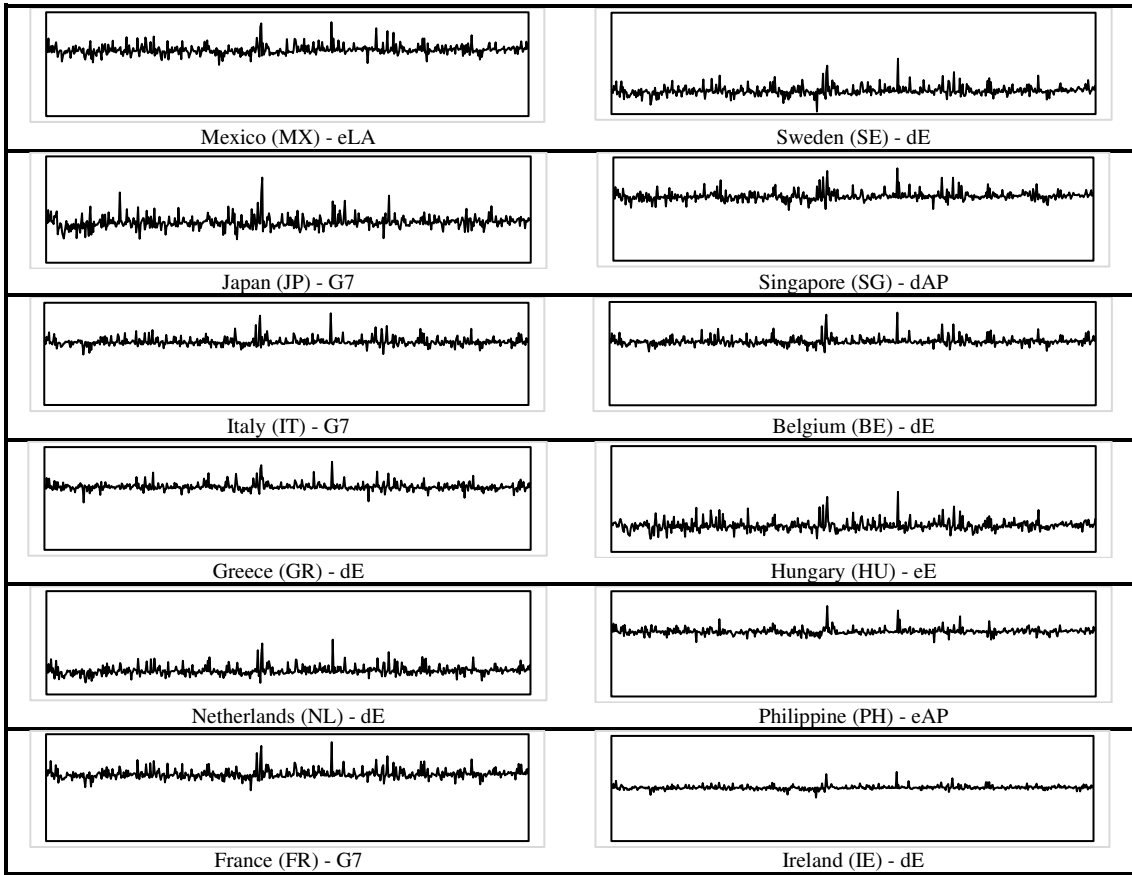 Mexico (MX) - eLA
Sweden (SE) - dE
Japan (JP) - G7
Singapore (SG) - dAP
Italy (IT) - G7
Belgium (BE) - dE
Greece (GR) - dE
Hungary (HU) - eE
Netherlands (NL) - dE
Philippine (PH) - eAP
France (FR) - G7
Ireland (IE) - dE